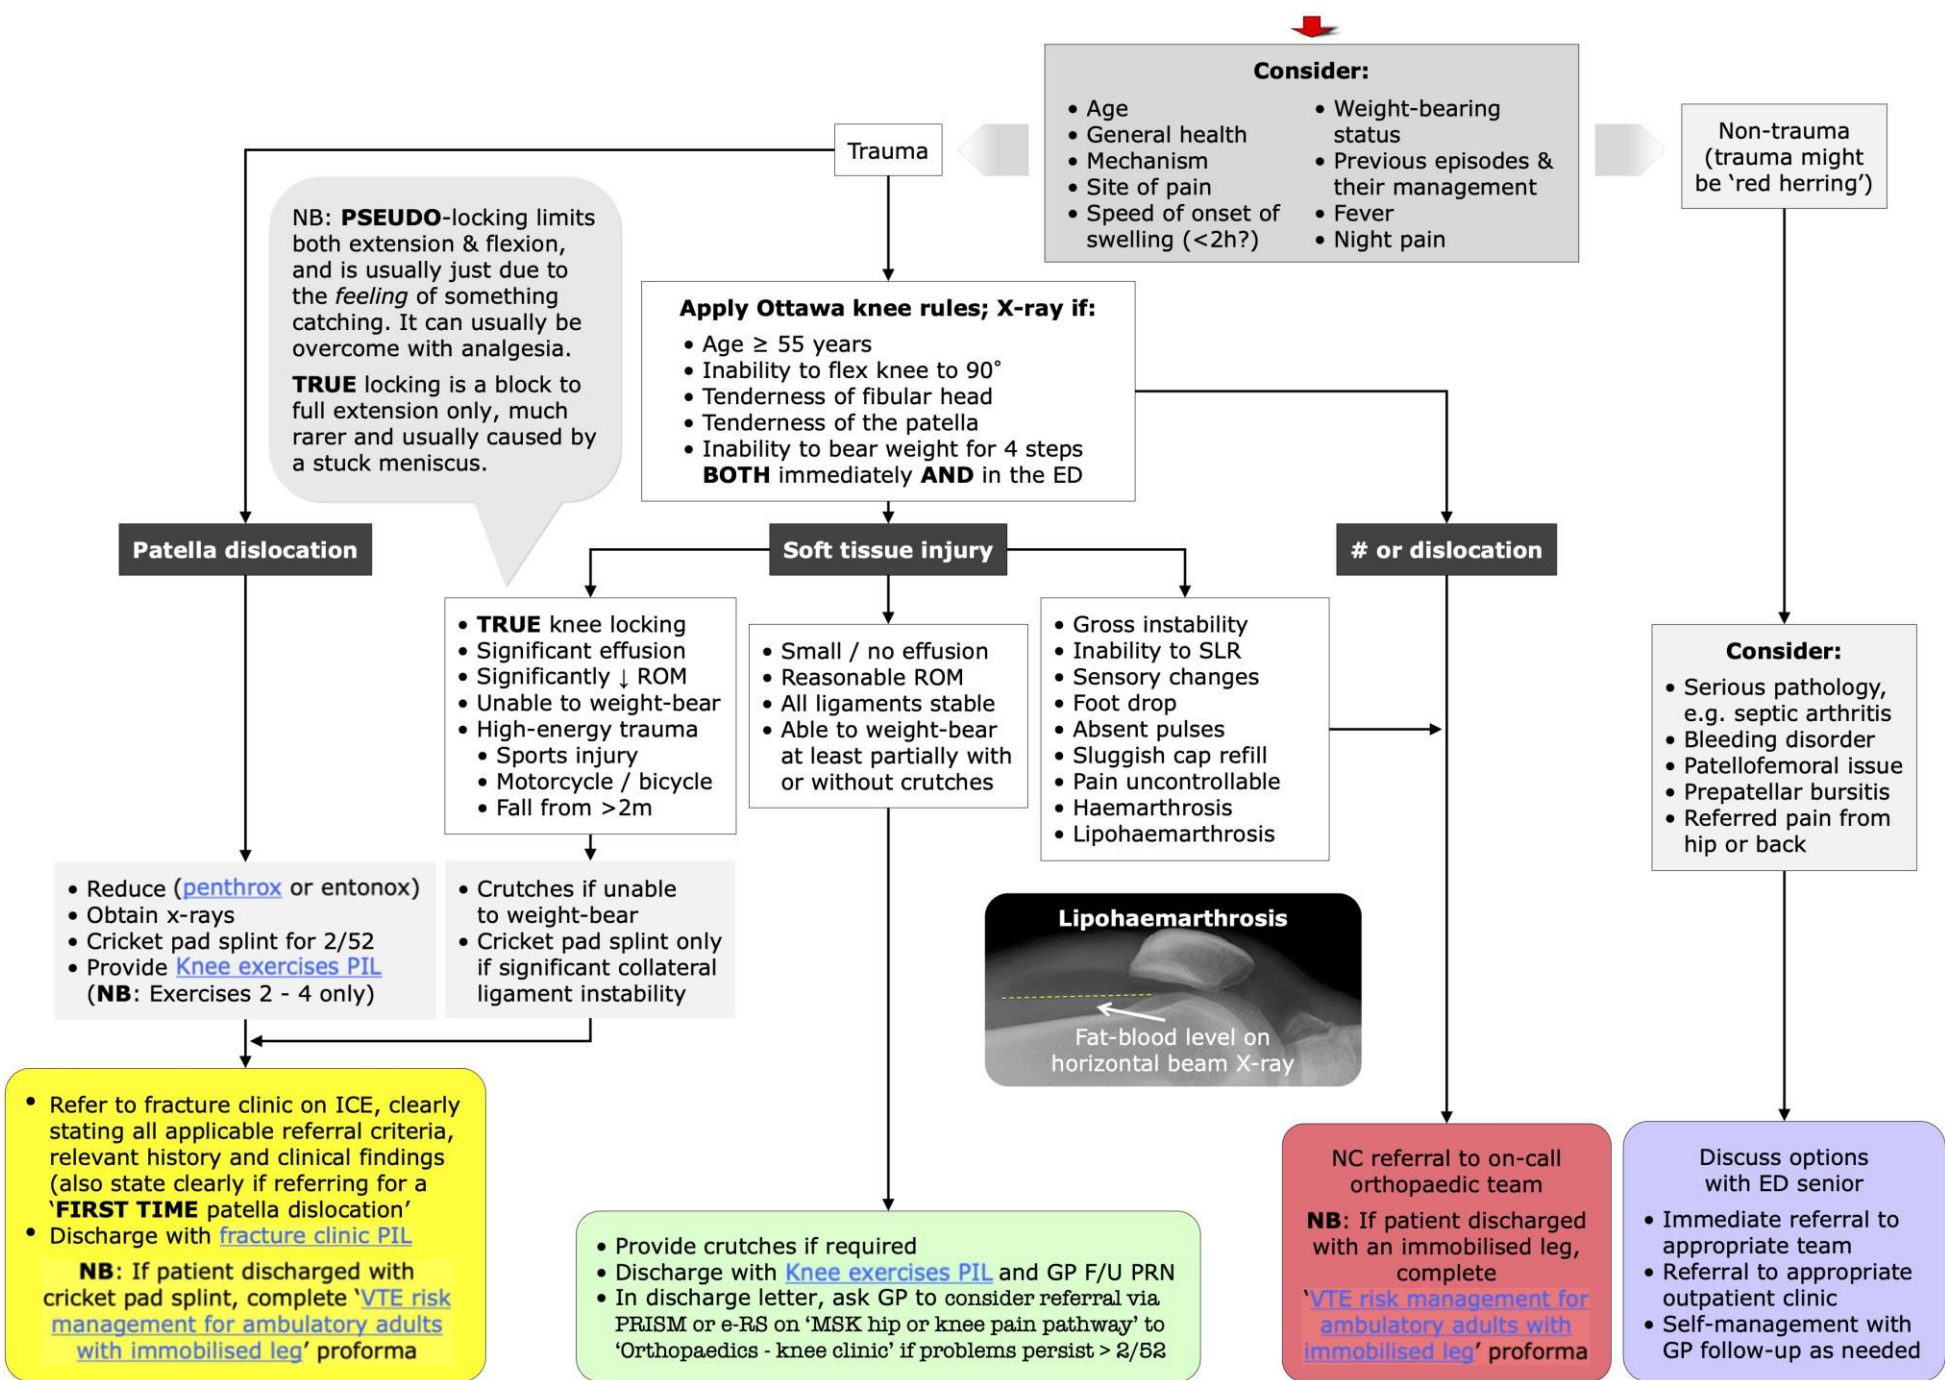 Consider:
• Age
• General health
• Mechanism
• Site of pain
• Speed of onset of
swelling (<2h?)
• Weight-bearing
status
• Previous episodes &
their management
• Fever
• Night pain
Trauma
Non-trauma
(trauma might
be ‘red herring’)
NB: PSEUDO-locking limits
both extension & flexion,
and is usually just due to
the feeling of something
catching. It can usually be
overcome with analgesia.
TRUE locking is a block to
full extension only, much
rarer and usually caused by
a stuck meniscus.
Apply Ottawa knee rules; X-ray if:
• Age ≥ 55 years
• Inability to flex knee to 90°
• Tenderness of fibular head
• Tenderness of the patella
• Inability to bear weight for 4 steps
BOTH immediately AND in the ED
Patella dislocation
Soft tissue injury
# or dislocation
• TRUE knee locking
• Significant effusion
• Significantly ↓ ROM
• Unable to weight-bear
• High-energy trauma
• Sports injury
• Motorcycle / bicycle
• Fall from >2m
• Small / no effusion
• Reasonable ROM
• All ligaments stable
• Able to weight-bear
at least partially with
or without crutches
• Gross instability
• Inability to SLR
• Sensory changes
• Foot drop
• Absent pulses
• Sluggish cap refill
• Pain uncontrollable
• Haemarthrosis
• Lipohaemarthrosis
Consider:
• Serious pathology,
e.g. septic arthritis
• Bleeding disorder
• Patellofemoral issue
• Prepatellar bursitis
• Referred pain from
hip or back
• Reduce (penthrox or entonox)
• Obtain x-rays
• Cricket pad splint for 2/52
• Provide Knee exercises PIL
(NB: Exercises 2 - 4 only)
• Crutches if unable
to weight-bear
• Cricket pad splint only
if significant collateral
ligament instability
Lipohaemarthrosis
Fat-blood level on
horizontal beam X-ray
• Refer to fracture clinic on ICE, clearly
stating all applicable referral criteria,
relevant history and clinical findings
(also state clearly if referring for a
‘FIRST TIME patella dislocation’
• Discharge with fracture clinic PIL
NB: If patient discharged with
cricket pad splint, complete ‘VTE risk
management for ambulatory adults
with immobilised leg’ proforma
• Provide crutches if required
• Discharge with Knee exercises PIL and GP F/U PRN
• In discharge letter, ask GP to consider referral via
PRISM or e-RS on ‘MSK hip or knee pain pathway’ to
‘Orthopaedics - knee clinic’ if problems persist > 2/52
NC referral to on-call
orthopaedic team
NB: If patient discharged
with an immobilised leg,
complete
‘VTE risk management for
ambulatory adults with
immobilised leg’ proforma
Discuss options
with ED senior
• Immediate referral to
appropriate team
• Referral to appropriate
outpatient clinic
• Self-management with
GP follow-up as needed